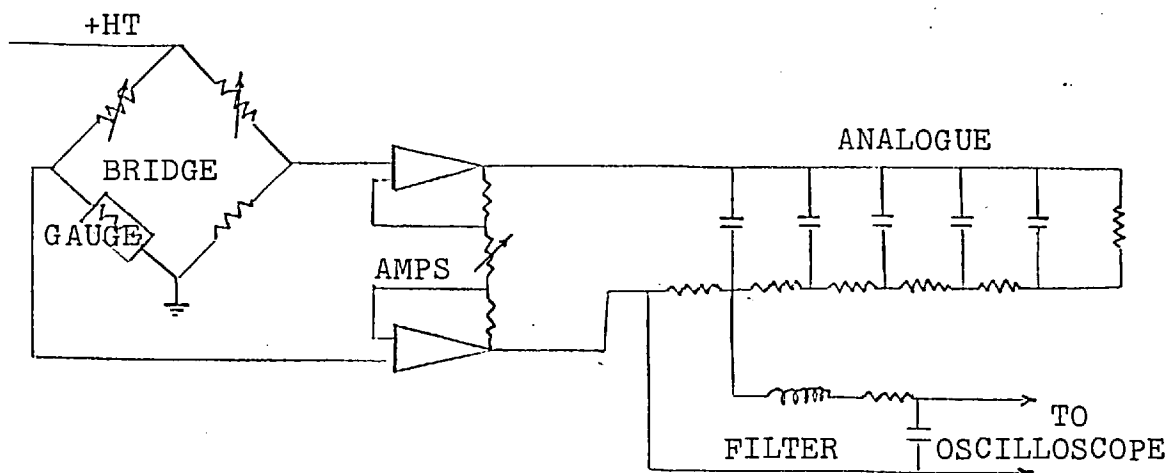 +HT
ANALOGUE
BRIDGE
GAUGE
AMPS
TO
FILTER
OSCILLOSCOPE